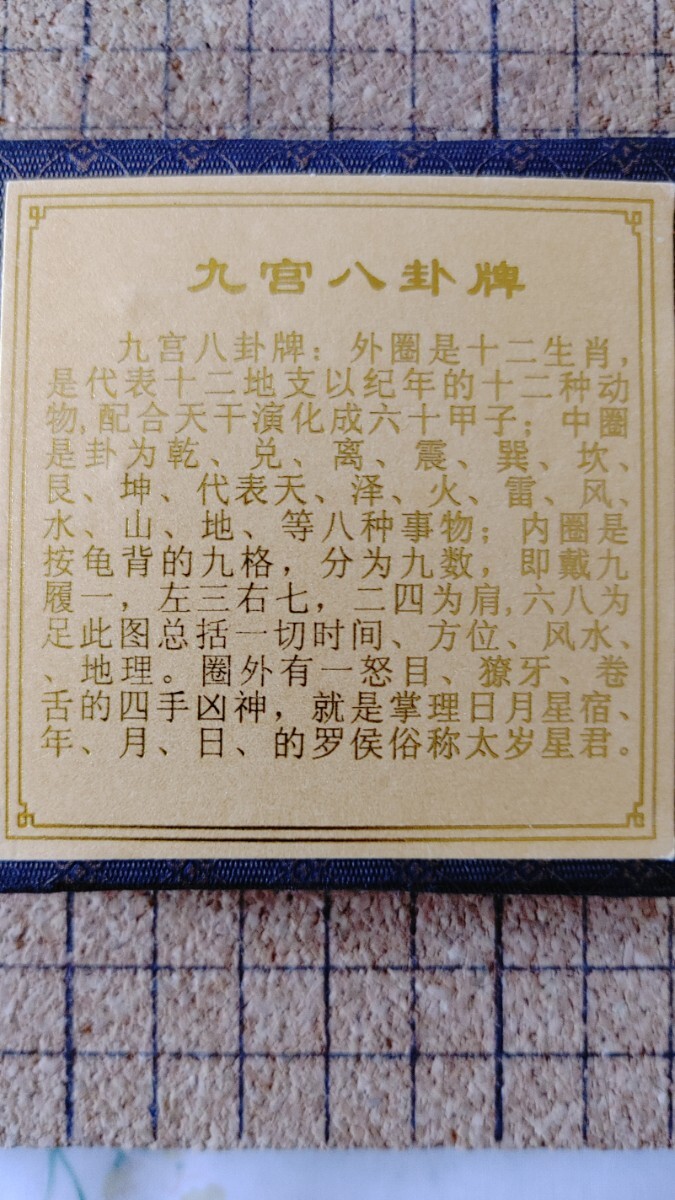 九宫八卦牌
九宫八卦牌：外圈是十二生肖，
是代表十二地支以纪年的十二种动
物，配合天干演化成六十甲子；中圈
是卦为乾、兑、离、震、巽、坎、
艮、坤、代表天、泽、火、雷、风、
水、山、地、等八种事物；内圈是
按龟背的九格，分为九数，即戴九
履一，左三右七，二四为肩，六八为
足此图总括一切时间、方位、风水、
、地理。圈外有一怒目、獠牙、卷
舌的四手凶神，就是掌理日月星宿、
年、月、日、的罗侯俗称太岁星君。